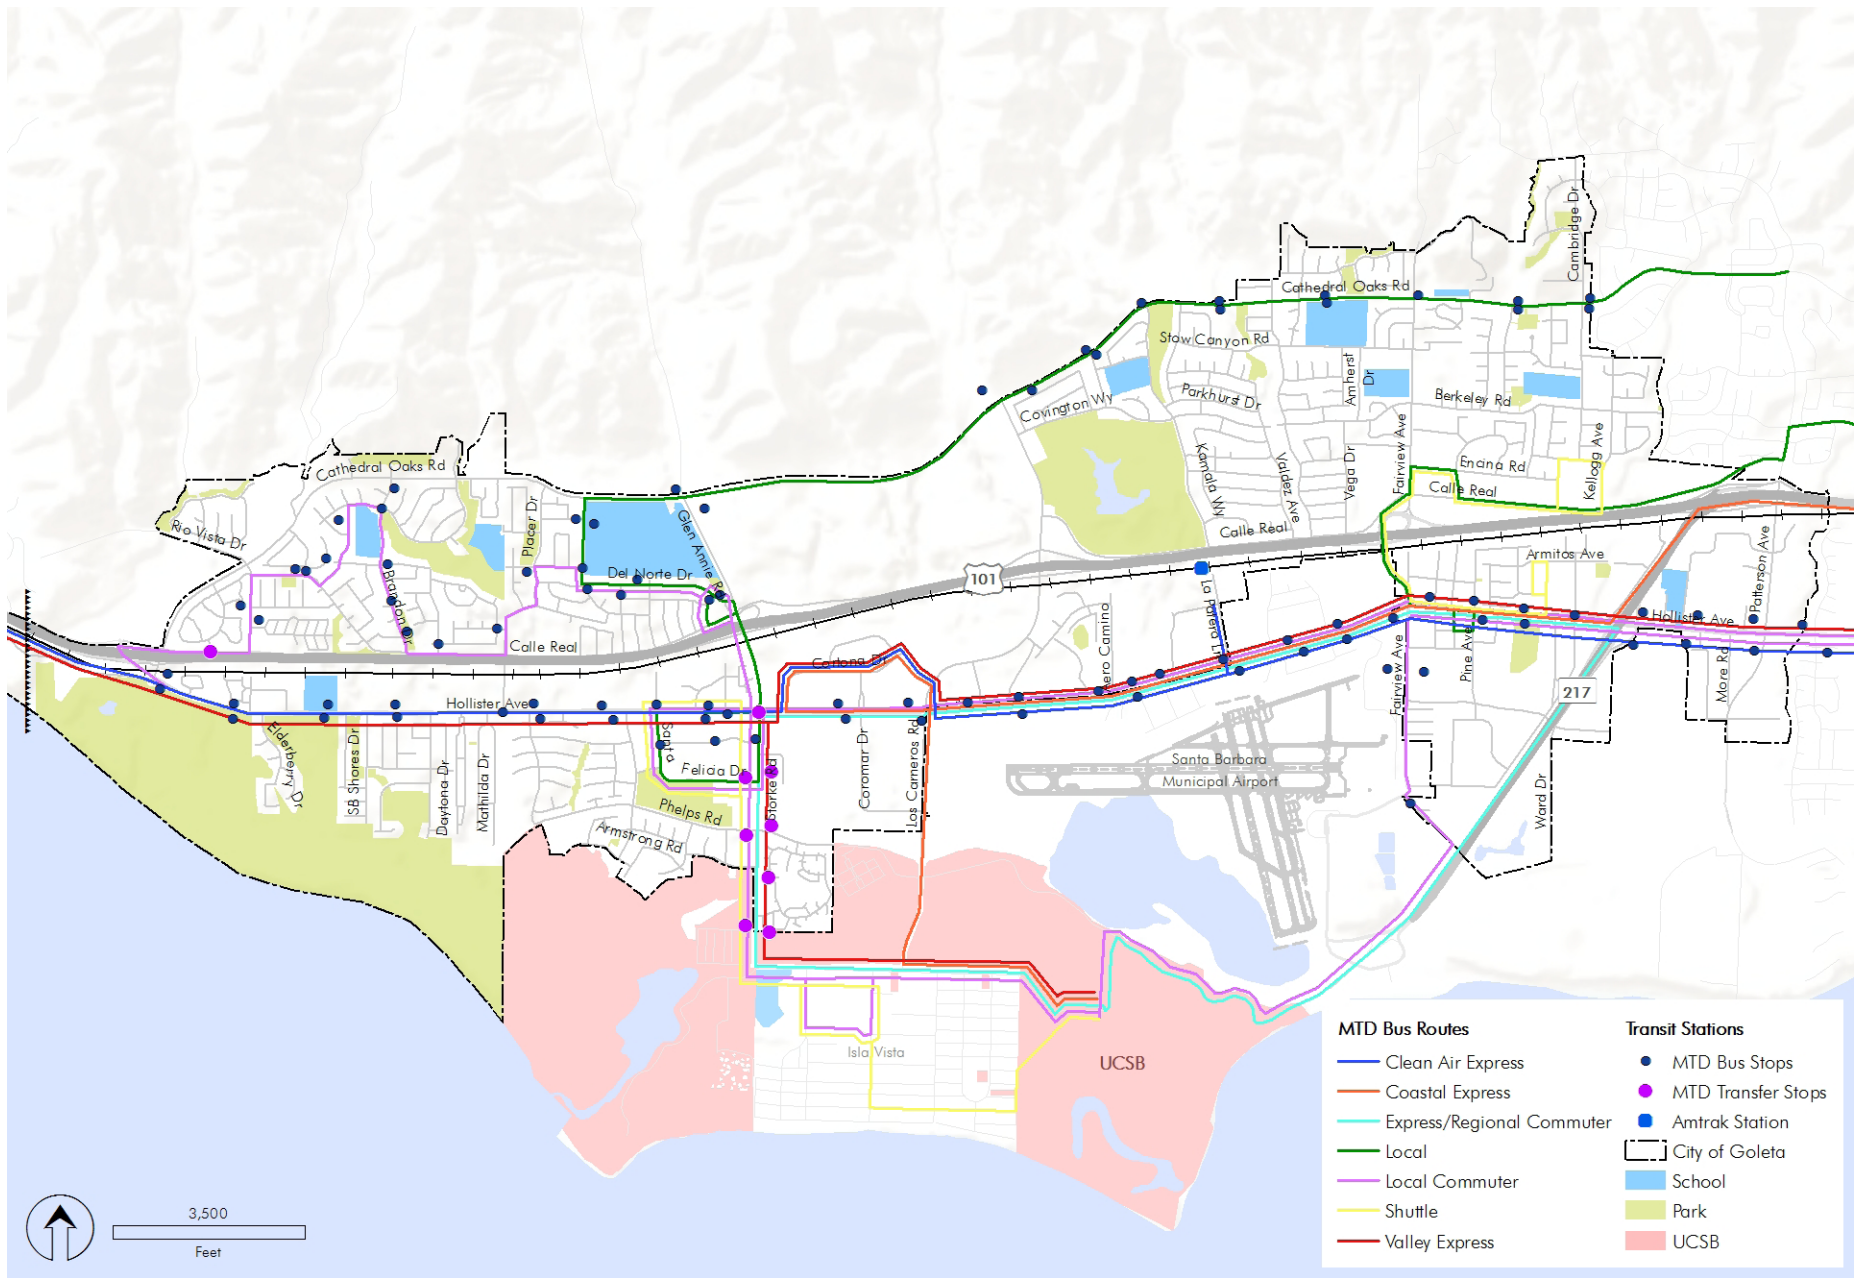 Cambridge Dr
Cathedral Oaks Rd
Stow Canyon Rd
Amherst
Dr
Parkhurst Dr
Berkeley Rd
Covington Wy
Fairview Ave
Kellogg Ave
Kamala Wy
Valdez Ave
Vega Dr
Encina Rd
Calle Real
Calle Real
Cathedral Oaks Rd
Rio Vista Dr
Placer Dr
Glen Annie Rd
Del Norte Dr
Brandon Dr
Calle Real
101
Armitos Ave
Patterson Ave
La Patera Ln
Aero Camino
Hollister Ave
Pine Ave
Fairview Ave
More Rd
217
Cortona Dr
Hollister Ave
Santa
Felicia Dr
Storke Rd
Elderberry Dr
SB Shores Dr
Daytona Dr
Mathilda Dr
Coromar Dr
Los Carneros Rd
Phelps Rd
Armstrong Rd
Santa Barbara
Municipal Airport
Ward Dr
Isla Vista
UCSB
MTD Bus Routes
Clean Air Express
Coastal Express
Express/Regional Commuter
Local
Local Commuter
Shuttle
Valley Express
Transit Stations
MTD Bus Stops
MTD Transfer Stops
Amtrak Station
City of Goleta
School
Park
UCSB
3,500
Feet